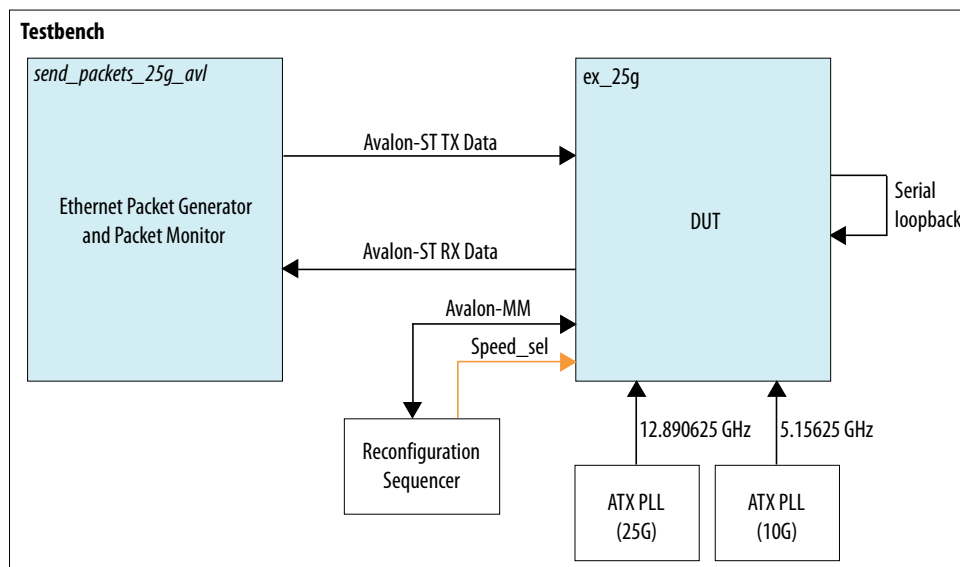 Testbench
send_packets_25g_avl
ex_25g
Avalon-ST TX Data
Ethernet Packet Generator
and Packet Monitor
DUT
Serial
loopback
Avalon-ST RX Data
Avalon-MM
Speed_sel
12.890625 GHz
5.15625 GHz
Reconfiguration
Sequencer
ATX PLL
(25G)
ATX PLL
(10G)